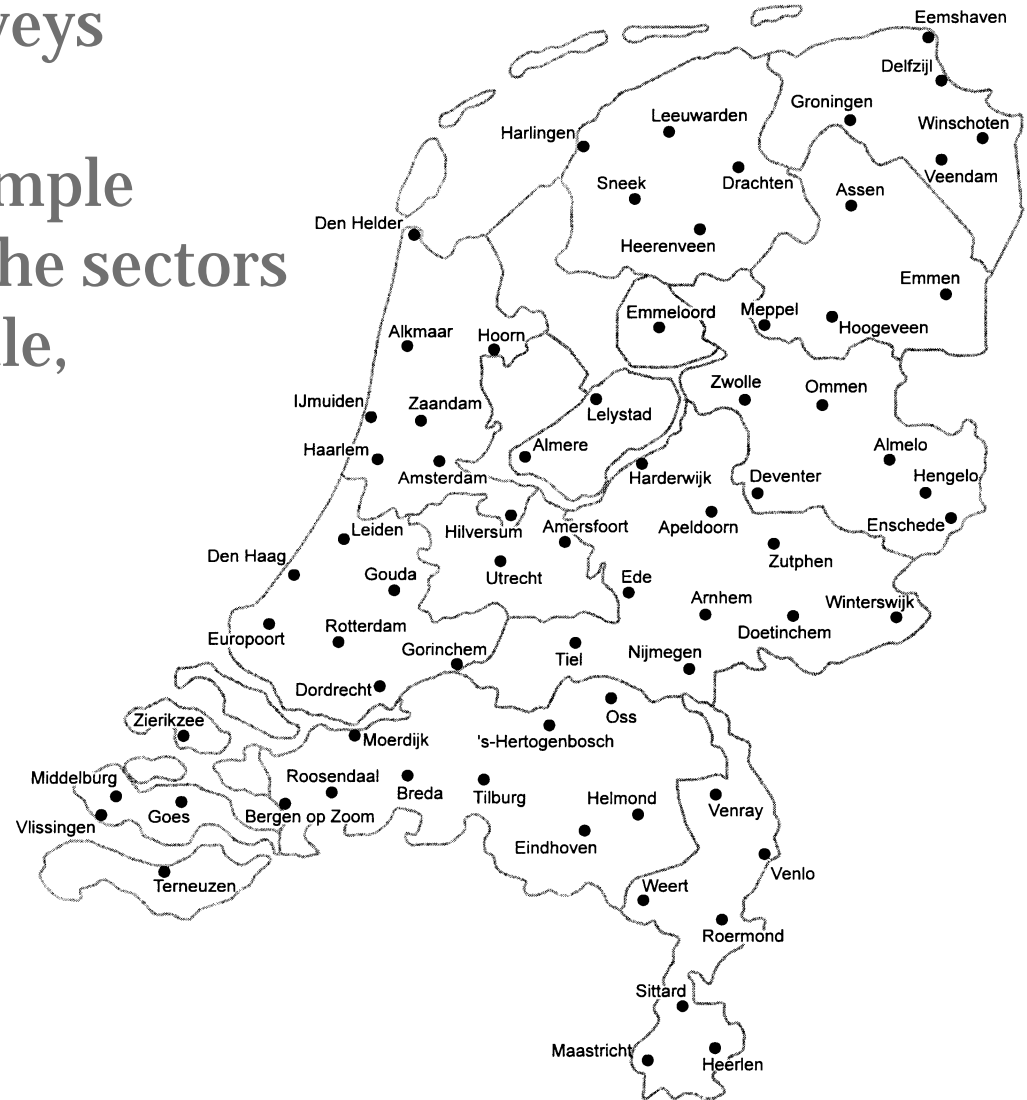 veys
mple
he sectors
le,
Eemshaven
Delfzijl
Groningen
Leeuwarden
Winschoten
Harlingen
Veendam
Sneek
Drachten
Assen
Den Helder
Heerenveen
Emmen
Emmeloord
Meppel
Hoogeveen
Alkmaar
Hoorn
Zwolle
Ommen
IJmuiden
Zaandam
Lelystad
Haarlem
Almere
Almelo
Amsterdam
Harderwijk
Deventer
Hengelo
Leiden
Hilversum
Amersfoort
Apeldoorn
Enschede
Den Haag
Gouda
Utrecht
Ede
Zutphen
Arnhem
Winterswijk
Europoort
Rotterdam
Doetinchem
Gorinchem
Tiel
Nijmegen
Dordrecht
Oss
Zierikzee
Moerdijk
's-Hertogenbosch
Middelburg
Roosendaal
Breda
Tilburg
Helmond
Venray
Vlissingen
Goes
Bergen op Zoom
Eindhoven
Venlo
Terneuzen
Weert
Roermond
Sittard
Maastricht
Heerlen